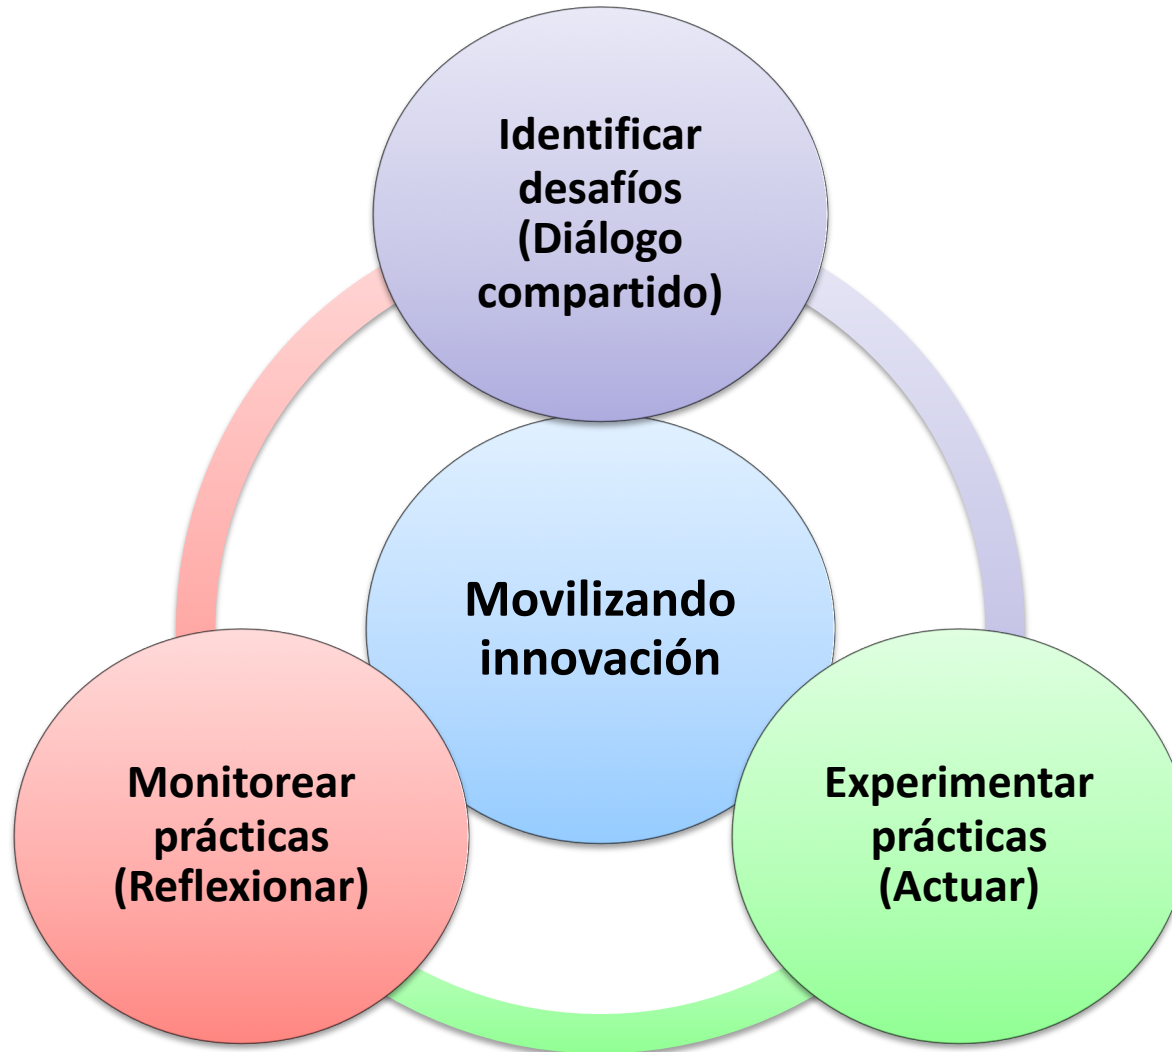 Identificar
desafíos
(Diálogo
compartido)
Movilizando
innovación
Monitorear
prácticas
(Reflexionar)
Experimentar
prácticas
(Actuar)